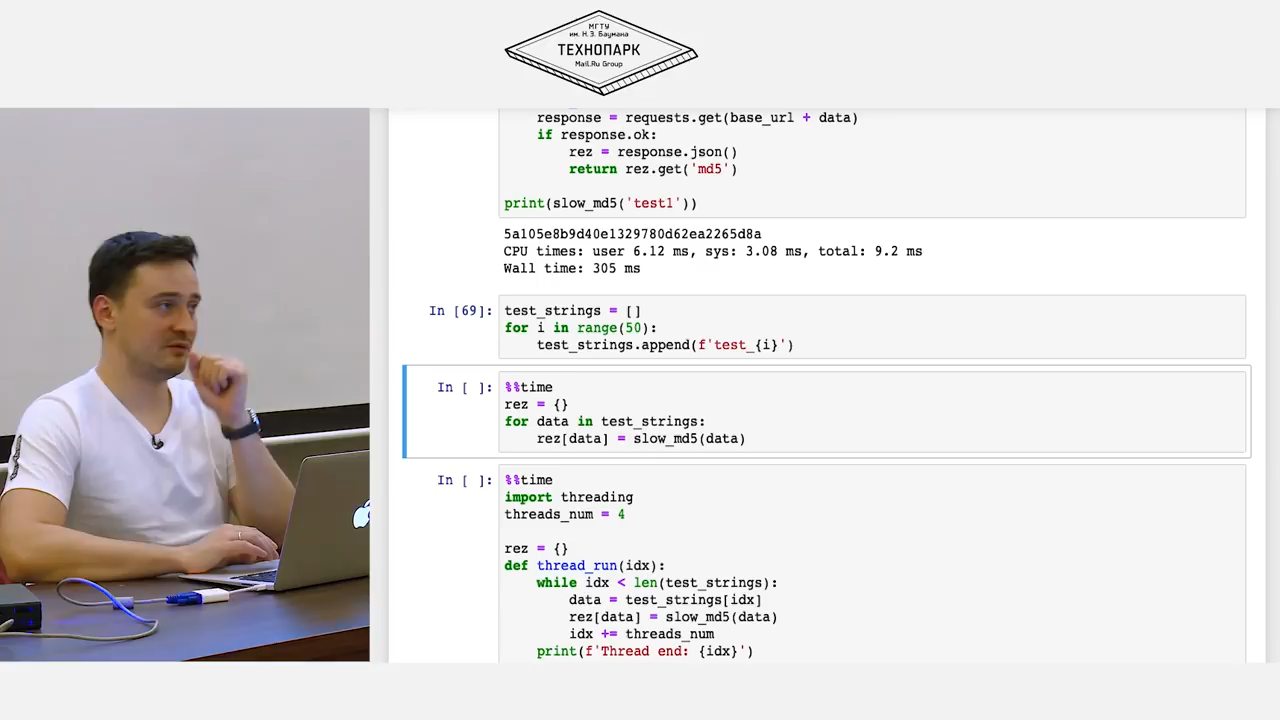 МГТУ
им. Н.Э. Баумана
ТЕХНОПАРК
Mail.Ru Group
response = requests.get(base_url + data)
if response.ok:
rez = response.json()
return rez.get('md5')
print(slow_md5('test1'))
5a105e8b9d40e1329780d62ea2265d8a
CPU times: user 6.12 ms, sys: 3.08 ms, total: 9.2 ms
Wall time: 305 ms
In [69]: test_strings = []
for i in range(50):
test_strings.append(f'test_{i}')
In [ ]: %%time
rez = {}
for data in test_strings:
rez[data] = slow_md5(data)
In [ ]: %%time
import threading
threads_num = 4
rez = {}
def thread_run(idx):
while idx < len(test_strings):
data = test_strings[idx]
rez[data] = slow_md5(data)
idx += threads_num
print(f'Thread end: {idx}')